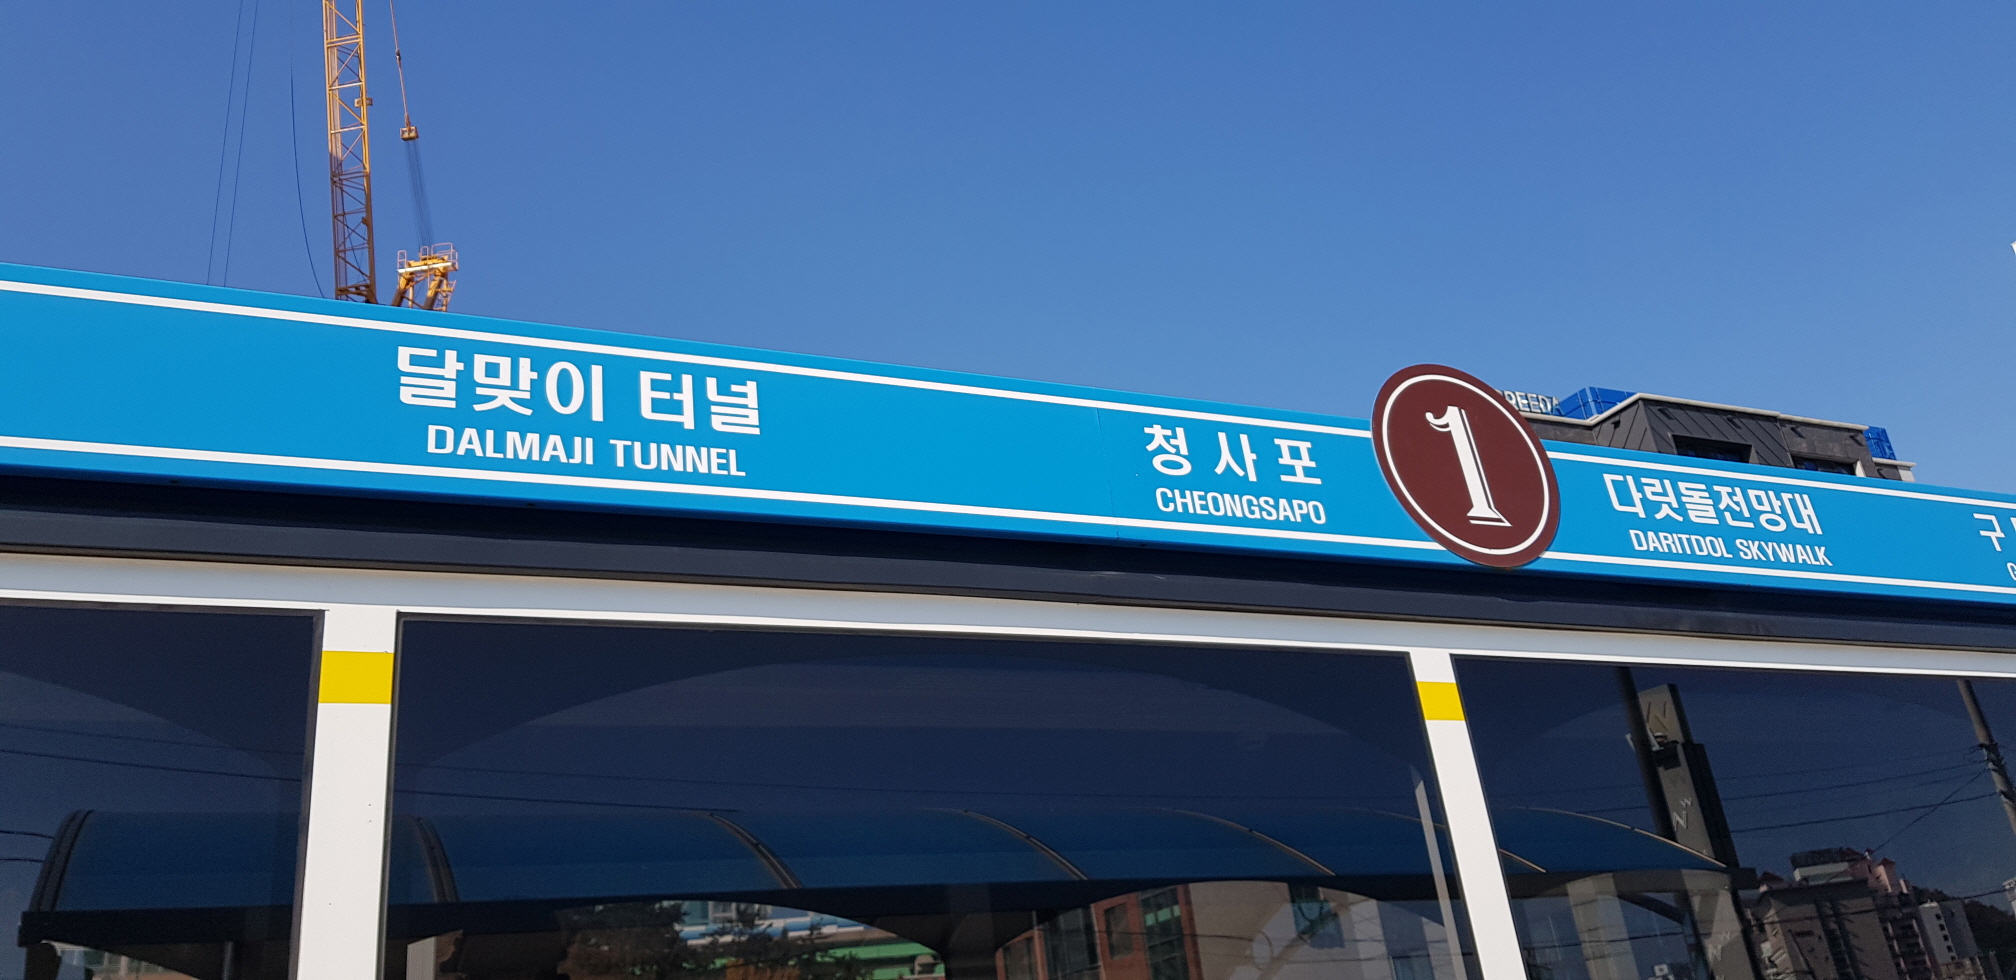 달맞이 터널
DALMAJI TUNNEL
청사포
CHEONGSAPO
1
다릿돌전망대
DARITDOL SKYWALK
구